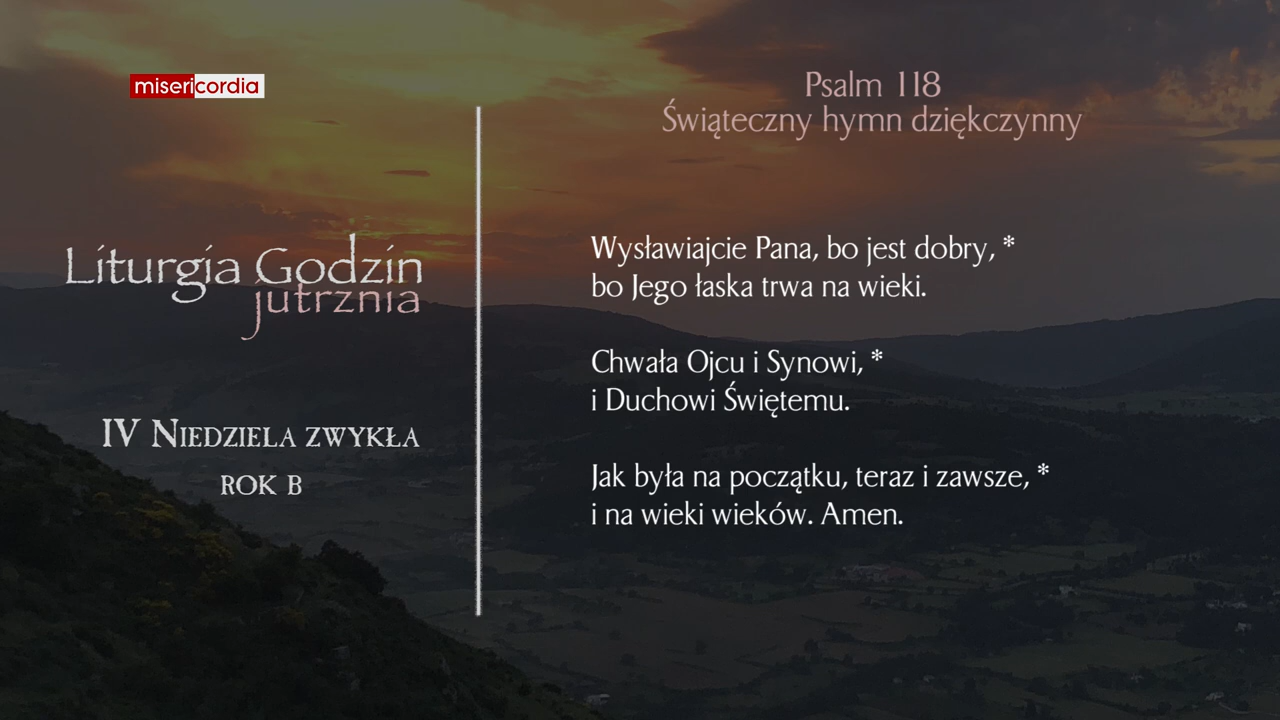 misericordia
Liturgia Godzin
jutrznia
IV Niedziela zwykła
rok B
Psalm 118
Świąteczny hymn dziękczynny
Wysławiajcie Pana, bo jest dobry, *
bo Jego łaska trwa na wieki.
Chwała Ojcu i Synowi, *
i Duchowi Świętemu.
Jak była na początku, teraz i zawsze, *
i na wieki wieków. Amen.